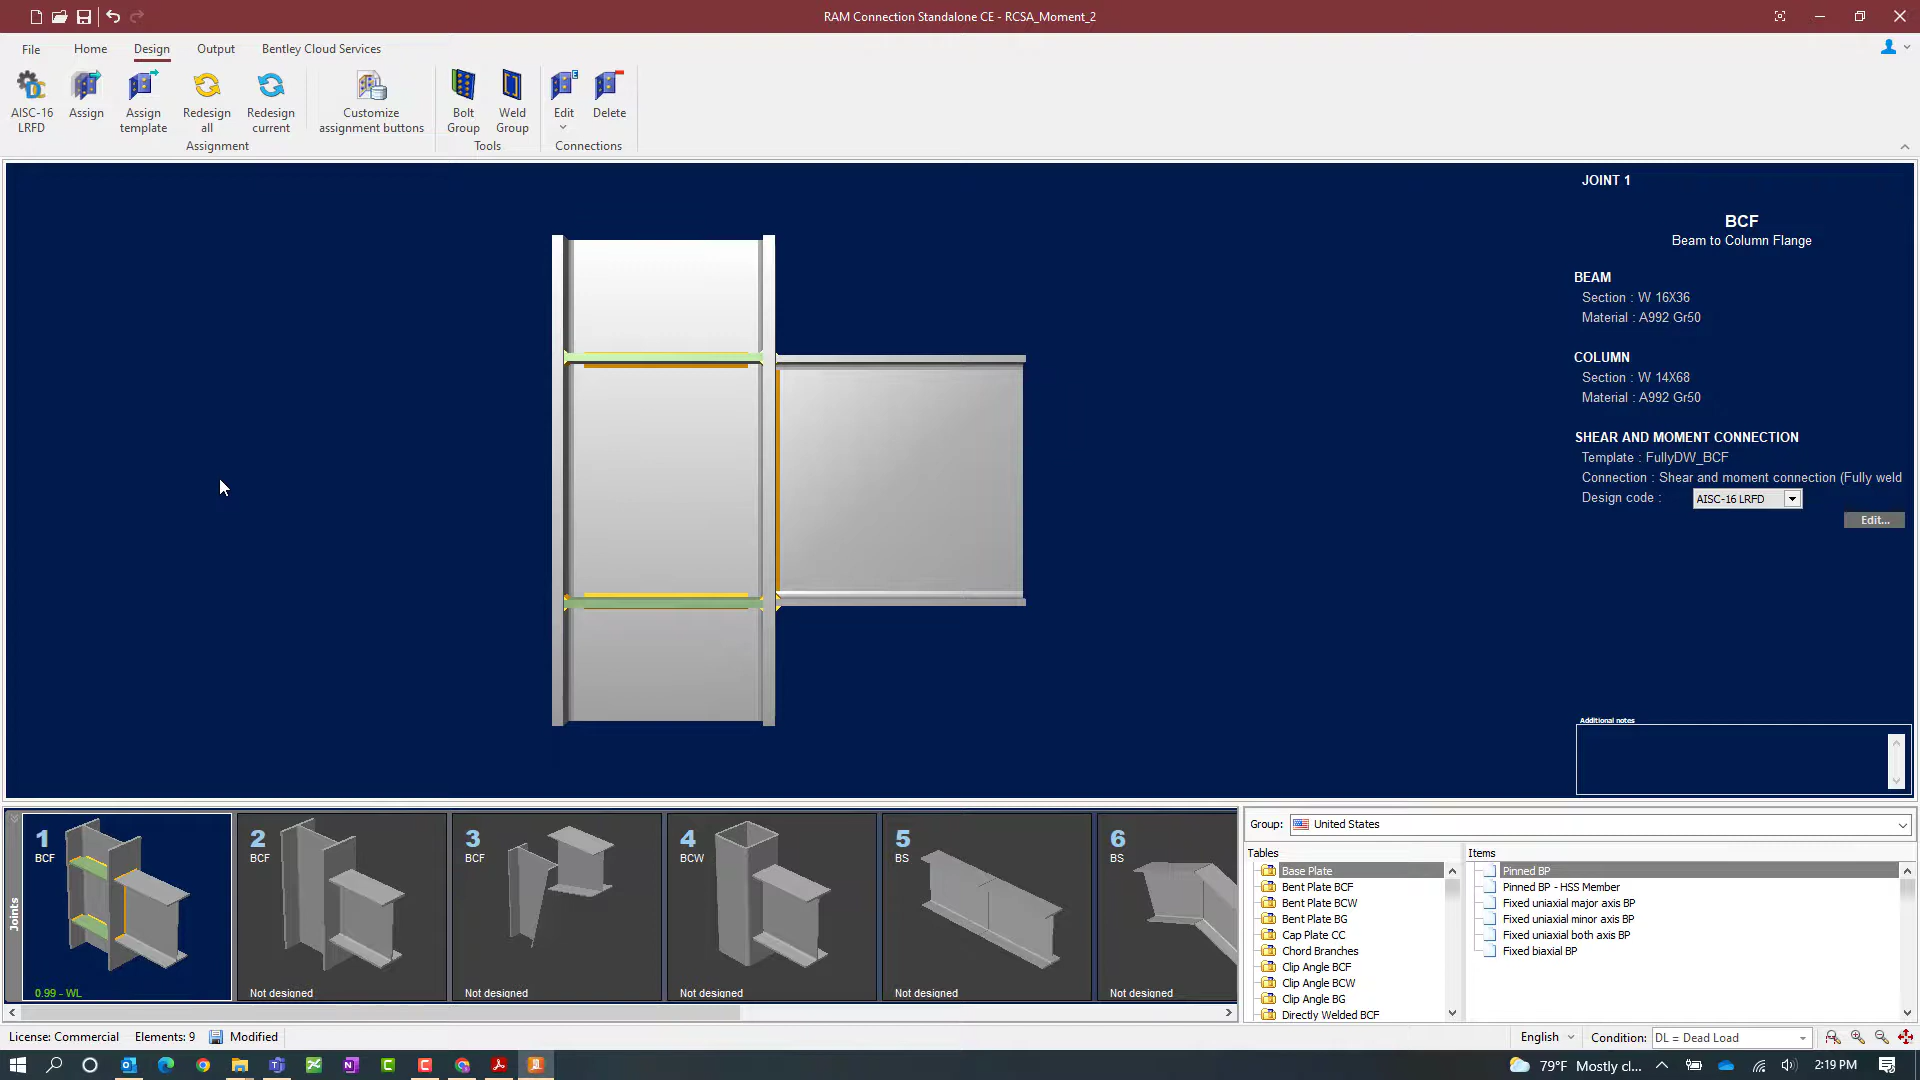 RAM Connection Standalone CE - RCSA_Moment_2
File Home Design Output Bentley Cloud Services
AISC-16 LRFD
Assign
Assign template
Redesign all
Redesign current
Customize assignment buttons
Bolt Group
Weld Group
Edit
Delete
Assignment
Tools
Connections
JOINT 1
BCF
Beam to Column Flange
BEAM
Section : W 16X36
Material : A992 Gr50
COLUMN
Section : W 14X68
Material : A992 Gr50
SHEAR AND MOMENT CONNECTION
Template : FullyDW_BCF
Connection : Shear and moment connection (Fully weld
Design code : AISC-16 LRFD
Edit...
Additional notes
Joints
1 BCF
0.99 - WL
2 BCF
Not designed
3 BCF
Not designed
4 BCW
Not designed
5 BS
Not designed
6 BS
Not designed
Group: United States
Tables
Base Plate
Bent Plate BCF
Bent Plate BCW
Bent Plate BG
Cap Plate CC
Chord Branches
Clip Angle BCF
Clip Angle BCW
Clip Angle BG
Directly Welded BCF
Items
Pinned BP
Pinned BP - HSS Member
Fixed uniaxial major axis BP
Fixed uniaxial minor axis BP
Fixed uniaxial both axis BP
Fixed biaxial BP
License: Commercial Elements: 9 Modified
English Condition: DL = Dead Load
79°F Mostly cl... 2:19 PM